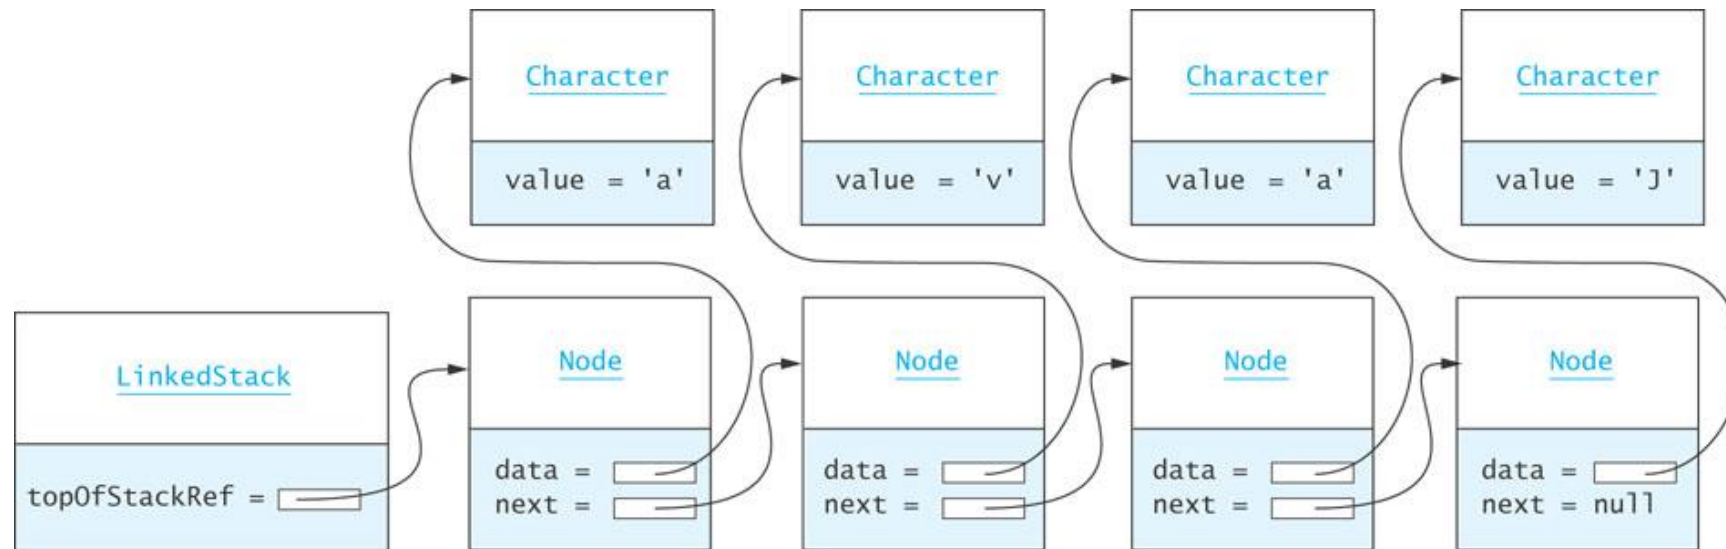 Character
value = 'a'
Character
value = 'v'
Character
value = 'a'
Character
value = 'J'
LinkedStack
topOfStackRef =
Node
data =
next =
Node
data =
next =
Node
data =
next =
Node
data =
next = null